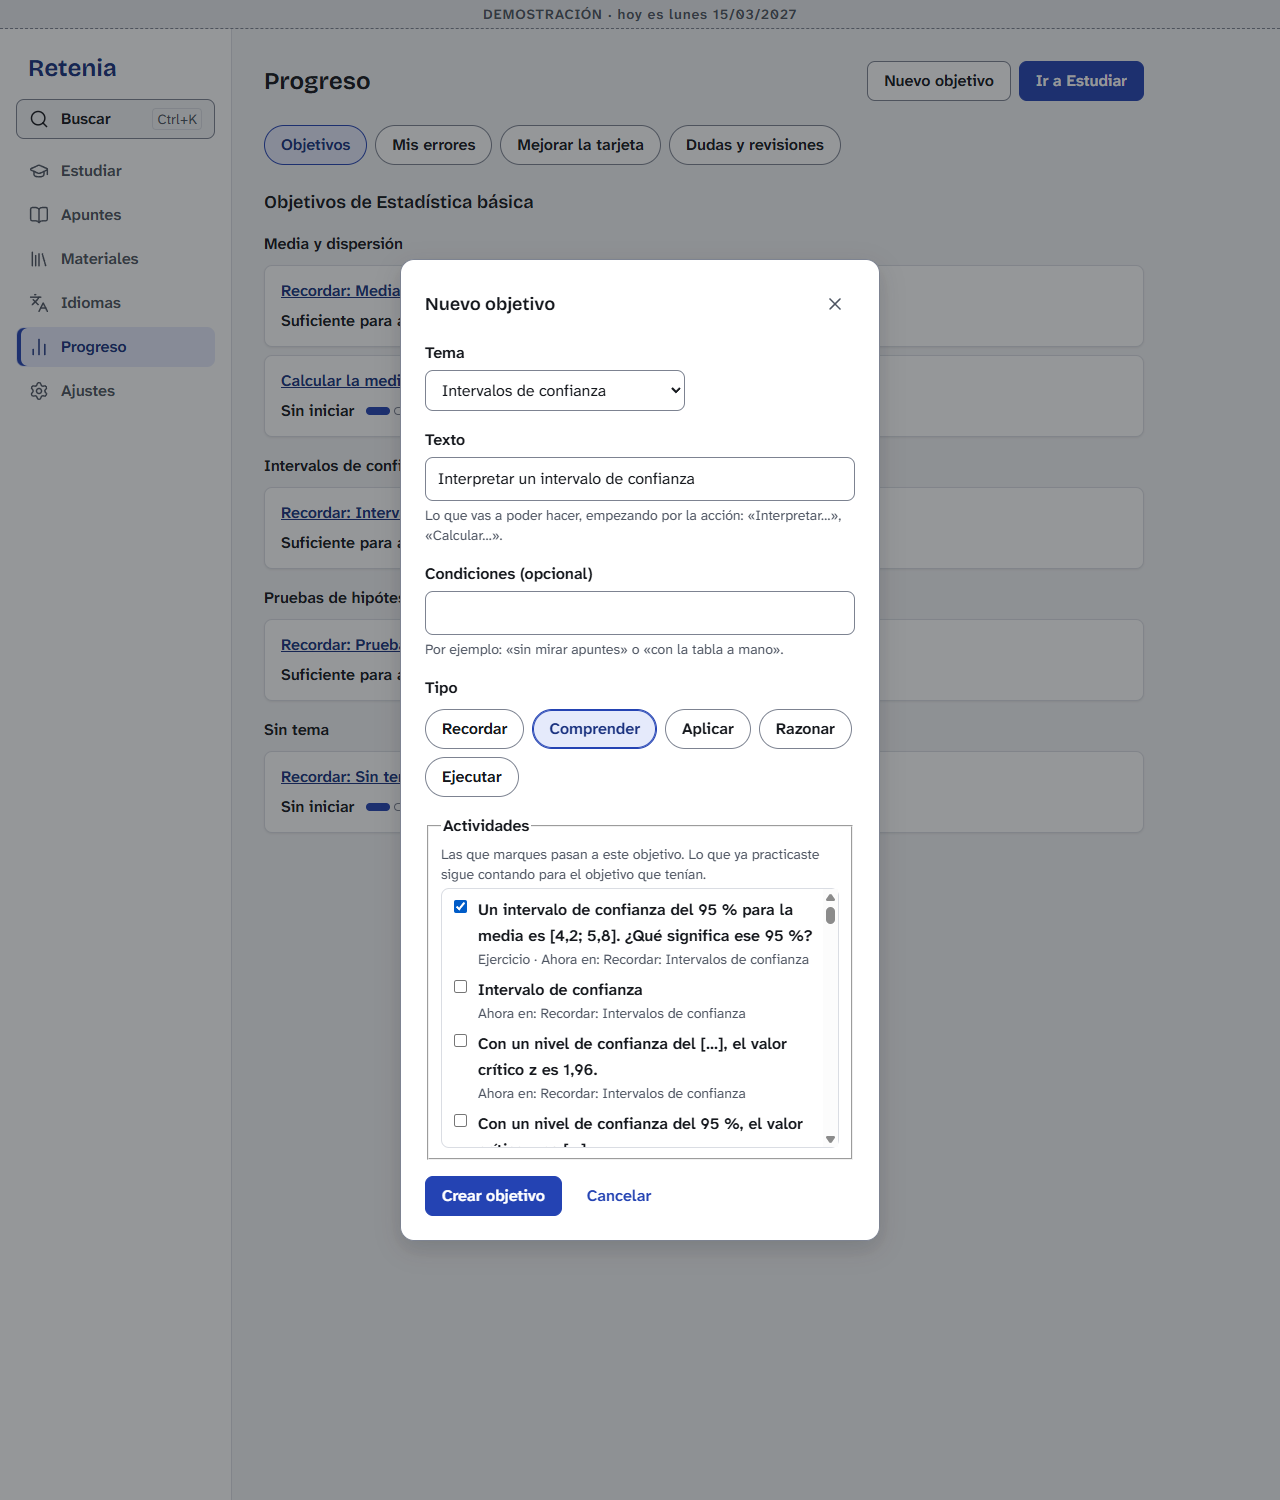 DEMOSTRACIÓN · hoy es lunes 15/03/2027
Retenia
Buscar
Ctrl+K
Estudiar
Apuntes
Materiales
Idiomas
Progreso
Ajustes
Progreso
Nuevo objetivo
Ir a Estudiar
Objetivos
Mis errores
Mejorar la tarjeta
Dudas y revisiones
Objetivos de Estadística básica
Media y dispersión
Recordar: Media
Suficiente para
Calcular la medi
Sin iniciar
Intervalos de confi
Recordar: Interv
Suficiente para
Pruebas de hipótes
Recordar: Prueb
Suficiente para
Sin tema
Recordar: Sin te
Sin iniciar
Nuevo objetivo
Tema
Intervalos de confianza
Texto
Interpretar un intervalo de confianza
Lo que vas a poder hacer, empezando por la acción: «Interpretar…»,
«Calcular…».
Condiciones (opcional)
Por ejemplo: «sin mirar apuntes» o «con la tabla a mano».
Tipo
Recordar
Comprender
Aplicar
Razonar
Ejecutar
Actividades
Las que marques pasan a este objetivo. Lo que ya practicaste
sigue contando para el objetivo que tenían.
Un intervalo de confianza del 95 % para la
media es [4,2; 5,8]. ¿Qué significa ese 95 %?
Ejercicio · Ahora en: Recordar: Intervalos de confianza
Intervalo de confianza
Ahora en: Recordar: Intervalos de confianza
Con un nivel de confianza del […], el valor
crítico z es 1,96.
Ahora en: Recordar: Intervalos de confianza
Con un nivel de confianza del 95 %, el valor
Crear objetivo
Cancelar